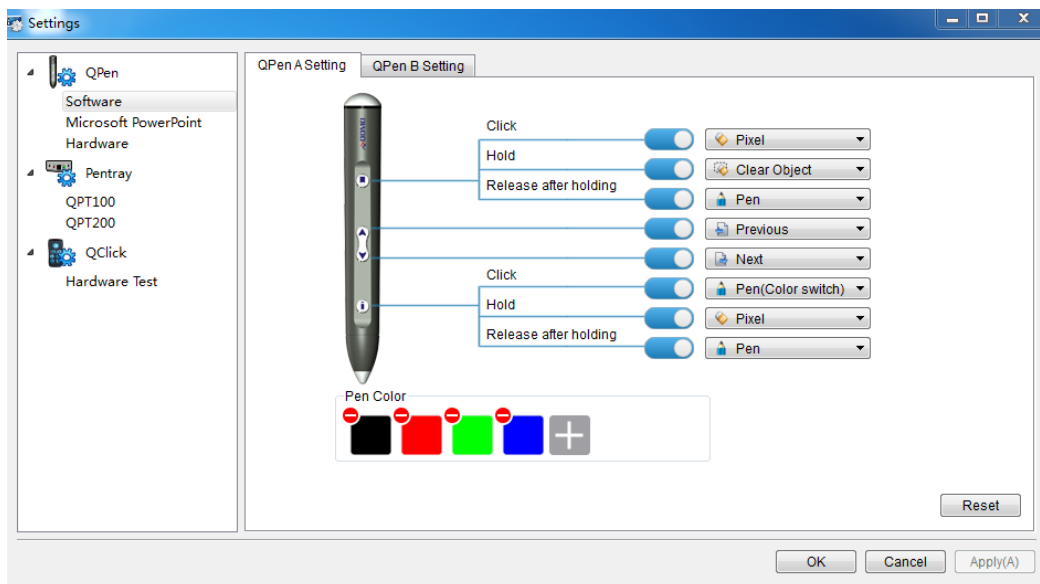 Settings
QPen
Software
Microsoft PowerPoint
Hardware
Pentray
QPT100
QPT200
QClick
Hardware Test
QPen A Setting
QPen B Setting
Click
Pixel
Hold
Clear Object
Release after holding
Pen
Previous
Next
Click
Pen(Color switch)
Hold
Pixel
Release after holding
Pen
Pen Color
Reset
OK
Cancel
Apply(A)